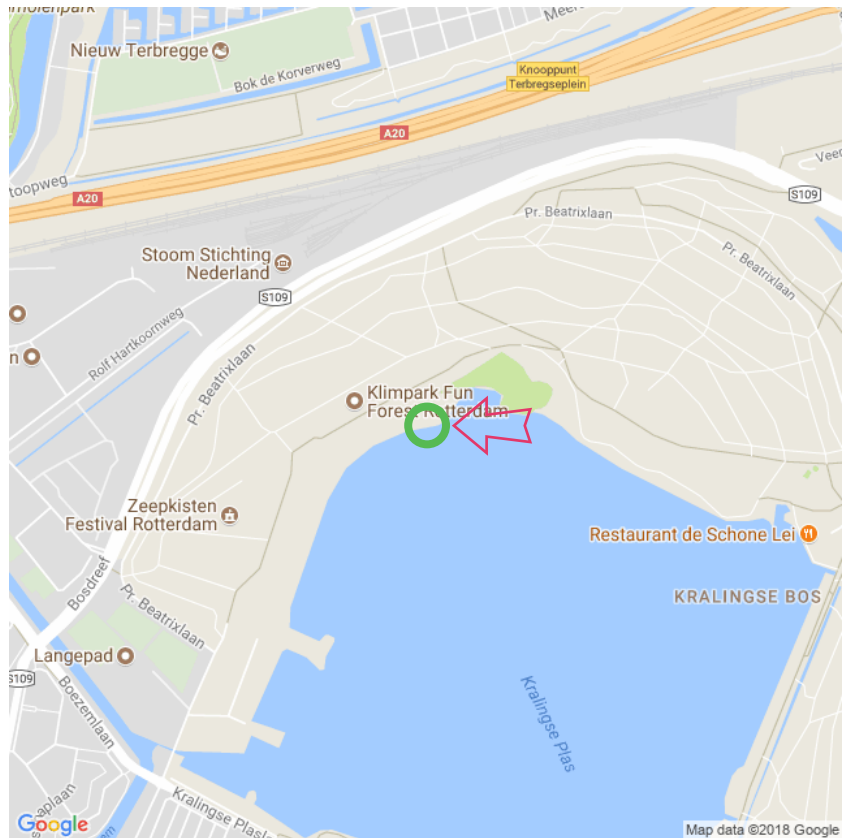 Nieuw Terbregge
Bok de Korverweg
Knooppunt
Terbregseplein
A20
A20
S109
Pr. Beatrixlaan
Pr. Beatrixlaan
Stoom Stichting
Nederland
S109
Rolf Hartkoornweg
Pr. Beatrixlaan
Klimpark Fun
Forest Rotterdam
Zeepkisten
Festival Rotterdam
Restaurant de Schone Lei
KRALINGSE BOS
Bosdreef
Pr. Beatrixlaan
Langepad
S109
Boezemlaan
Kralingse Plas
Kralingse Plasl
Google
Map data ©2018 Google